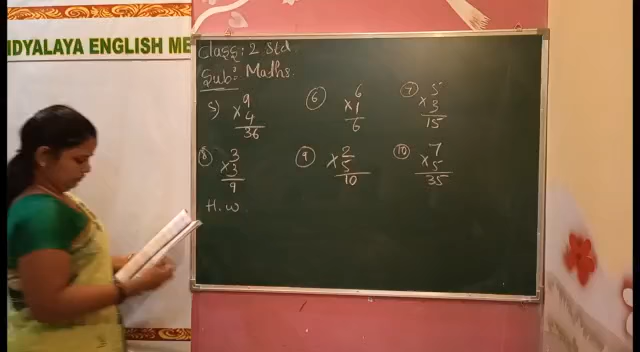 IDYALAYA ENGLISH ME
Class: 2 Std
Sub: Maths
5) 9 ⑥ 6 ⑦ 5
×4 ×1 ×3
36 6 15
⑧ 3 ⑨ 2 ⑩ 7
×3 ×5 ×5
9 10 35
H.W